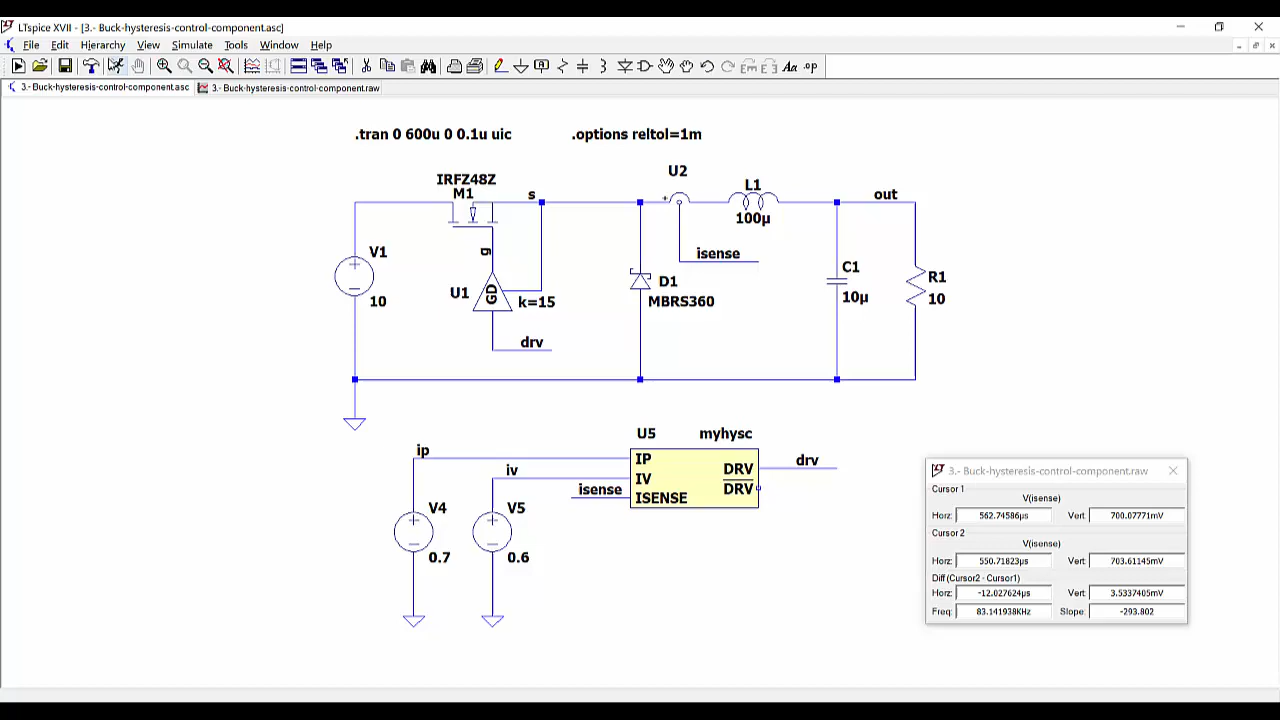 LTspice XVII - [3.- Buck-hysteresis-control-component.asc]
File Edit Hierarchy View Simulate Tools Window Help
3.- Buck-hysteresis-control-component.asc 3.- Buck-hysteresis-control-component.raw
.tran 0 600u 0 0.1u uic .options reltol=1m
U2
IRFZ48Z
M1
L1
s
out
100µ
V1
g
isense
C1
D1
R1
U1
GD
k=15
10
MBRS360
10µ
10
drv
U5 myhysc
ip
IP
drv
iv
IV
DRV
isense
ISENSE
DRV
V4
V5
0.7
0.6
3.- Buck-hysteresis-control-component.raw
Cursor 1
V(isense)
Horz: 562.74586µs Vert: 700.07771mV
Cursor 2
V(isense)
Horz: 550.71823µs Vert: 703.61145mV
Diff (Cursor2 - Cursor1)
Horz: -12.027624µs Vert: 3.5337405mV
Freq: 83.141938KHz Slope: -293.802